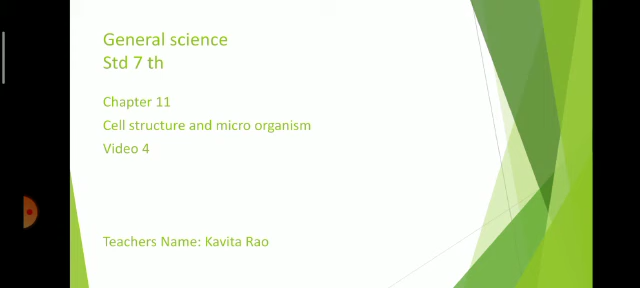 General science
Std 7 th
Chapter 11
Cell structure and micro organism
Video 4
Teachers Name: Kavita Rao